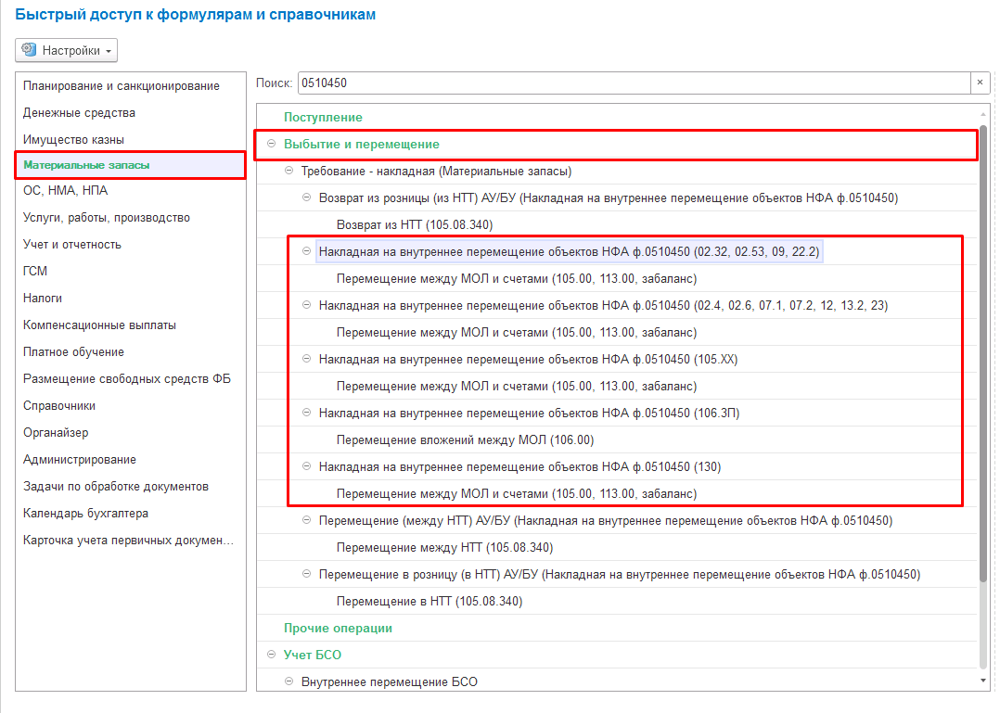 Быстрый доступ к формулярам и справочникам
Настройки
Планирование и санкционирование
Денежные средства
Имущество казны
Материальные запасы
ОС, НМА, НПА
Услуги, работы, производство
Учет и отчетность
ГСМ
Налоги
Компенсационные выплаты
Платное обучение
Размещение свободных средств ФБ
Справочники
Органайзер
Администрирование
Задачи по обработке документов
Календарь бухгалтера
Карточка учета первичных докумен...
Поиск: 0510450 ×
Поступление
Выбытие и перемещение
Требование - накладная (Материальные запасы)
Возврат из розницы (из НТТ) АУ/БУ (Накладная на внутреннее перемещение объектов НФА ф.0510450)
Возврат из НТТ (105.08.340)
Накладная на внутреннее перемещение объектов НФА ф.0510450 (02.32, 02.53, 09, 22.2)
Перемещение между МОЛ и счетами (105.00, 113.00, забаланс)
Накладная на внутреннее перемещение объектов НФА ф.0510450 (02.4, 02.6, 07.1, 07.2, 12, 13.2, 23)
Перемещение между МОЛ и счетами (105.00, 113.00, забаланс)
Накладная на внутреннее перемещение объектов НФА ф.0510450 (105.ХХ)
Перемещение между МОЛ и счетами (105.00, 113.00, забаланс)
Накладная на внутреннее перемещение объектов НФА ф.0510450 (106.3П)
Перемещение вложений между МОЛ (106.00)
Накладная на внутреннее перемещение объектов НФА ф.0510450 (130)
Перемещение между МОЛ и счетами (105.00, 113.00, забаланс)
Перемещение (между НТТ) АУ/БУ (Накладная на внутреннее перемещение объектов НФА ф.0510450)
Перемещение между НТТ (105.08.340)
Перемещение в розницу (в НТТ) АУ/БУ (Накладная на внутреннее перемещение объектов НФА ф.0510450)
Перемещение в НТТ (105.08.340)
Прочие операции
Учет БСО
Внутреннее перемещение БСО